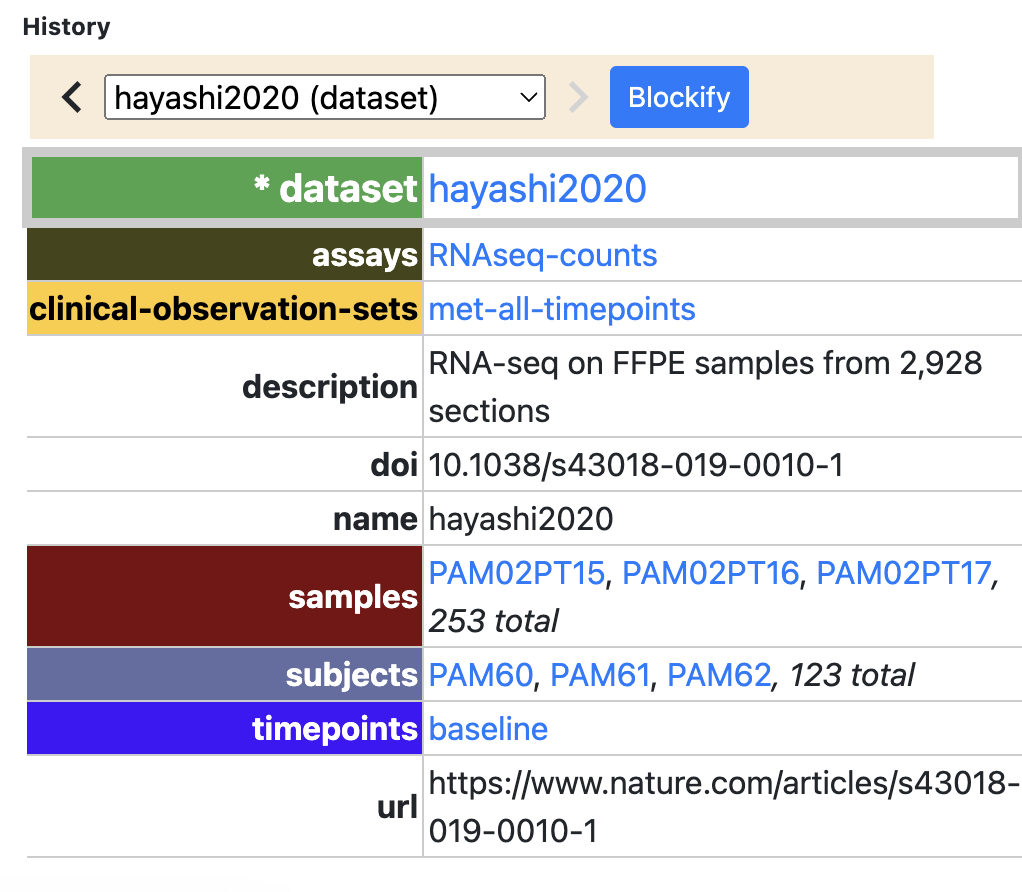 History
hayashi2020 (dataset)
Blockify
* dataset hayashi2020
assays RNAseq-counts
clinical-observation-sets met-all-timepoints
description RNA-seq on FFPE samples from 2,928
sections
doi 10.1038/s43018-019-0010-1
name hayashi2020
samples PAM02PT15, PAM02PT16, PAM02PT17,
253 total
subjects PAM60, PAM61, PAM62, 123 total
timepoints baseline
url https://www.nature.com/articles/s43018-
019-0010-1